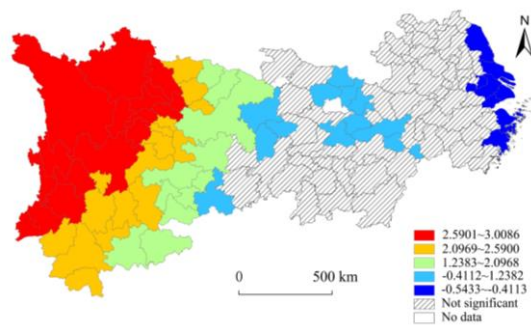 N
2.5901~3.0086
2.0969~2.5900
1.2383~2.0968
-0.4112~1.2382
-0.5433~-0.4113
Not significant
No data
0 500 km